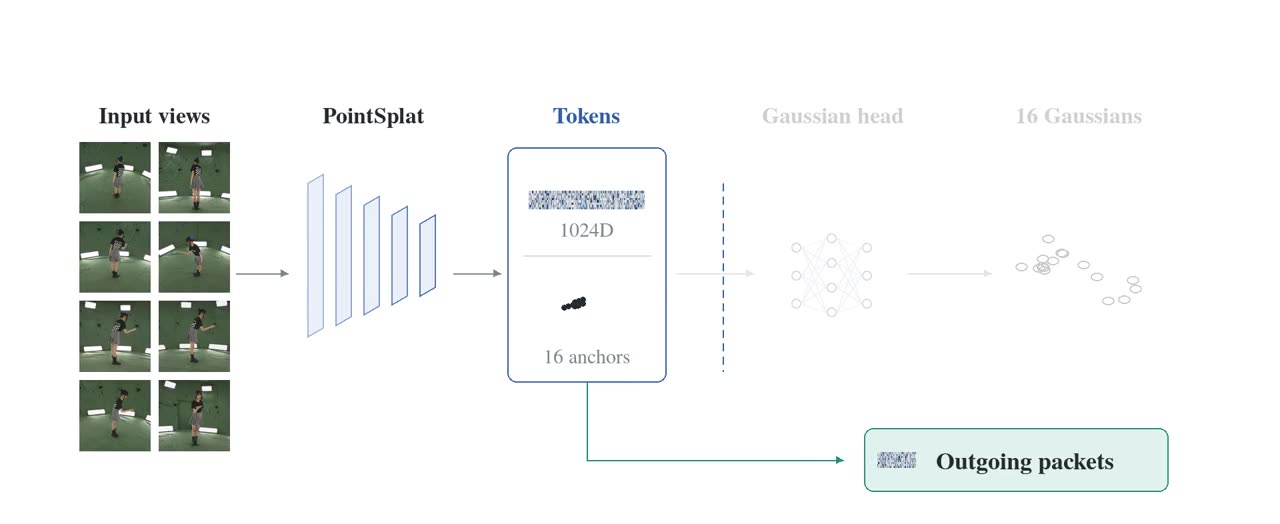 Input views
PointSplat
Tokens
Gaussian head
16 Gaussians
1024D
16 anchors
Outgoing packets